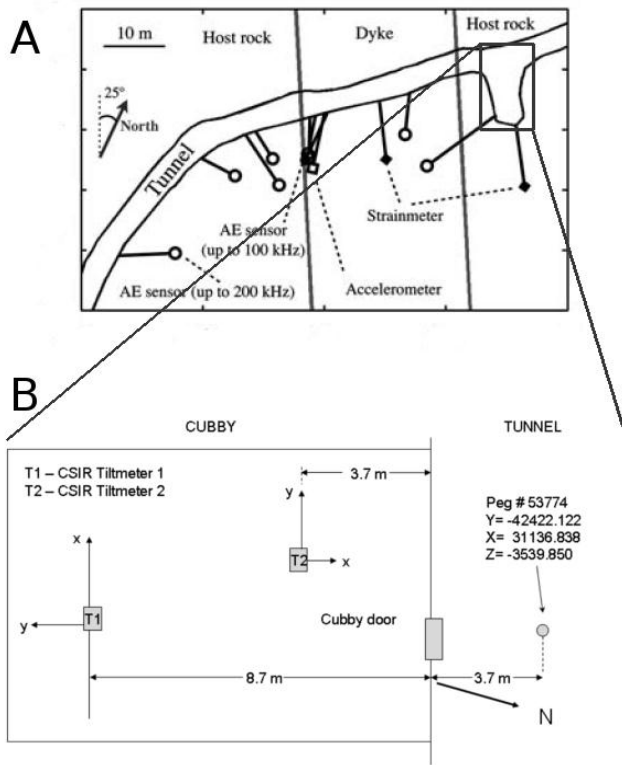 A
10 m
Host rock
Dyke
Host rock
25°
North
Tunnel
AE sensor
(up to 100 kHz)
Strainmeter
AE sensor (up to 200 kHz)
Accelerometer
B
CUBBY
TUNNEL
T1 – CSIR Tiltmeter 1
T2 – CSIR Tiltmeter 2
3.7 m
y
Peg # 53774
Y= -42422.122
X= 31136.838
Z= -3539.850
x
T2
x
y
T1
Cubby door
8.7 m
3.7 m
N